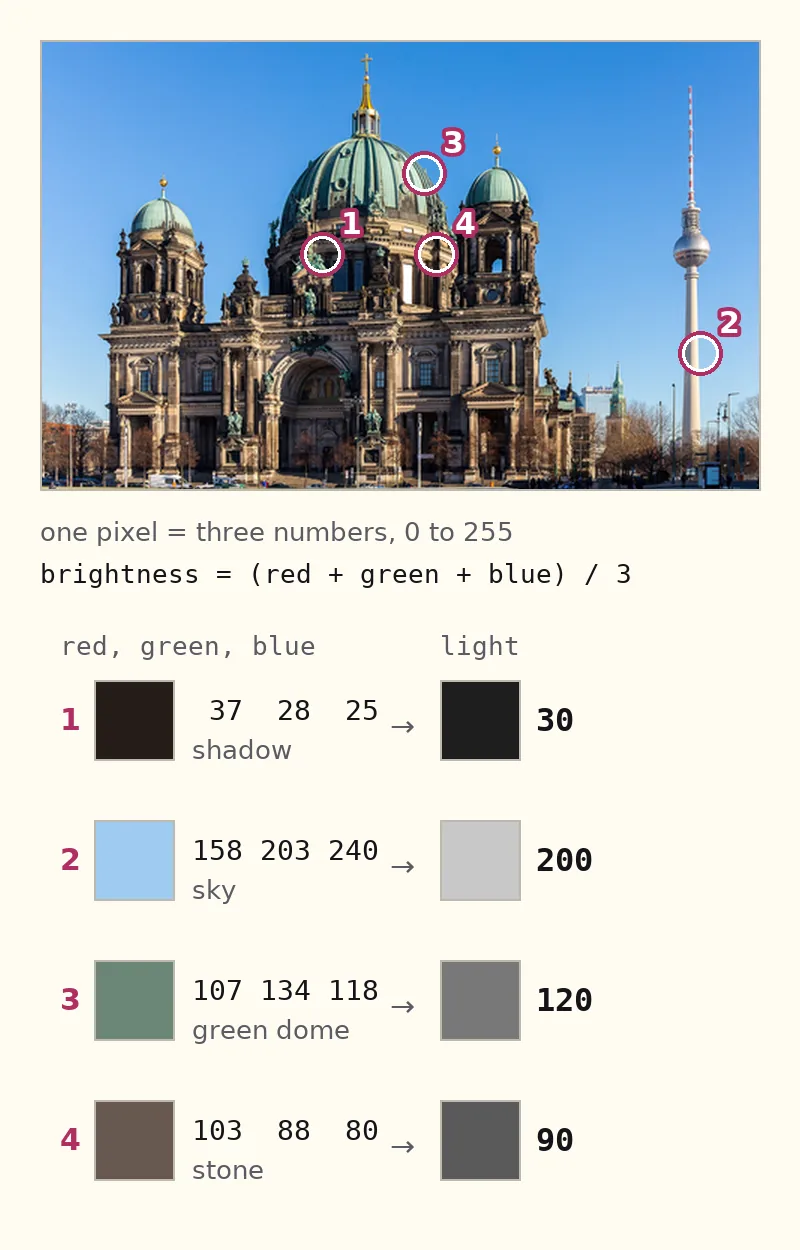 3
1
4
2
one pixel = three numbers, 0 to 255
brightness = (red + green + blue) / 3
red, green, blue light
1 37 28 25 → 30
shadow
2 158 203 240 → 200
sky
3 107 134 118 → 120
green dome
4 103 88 80 → 90
stone